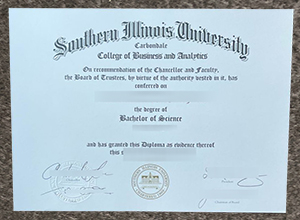 Southern Illinois University
Carbondale
College of Business and Analytics
On recommendation of the Chancellor and Faculty,
the Board of Trustees, by virtue of the authority vested in it, has
conferred on
the degree of
Bachelor of Science
and has granted this Diploma as evidence thereof
this